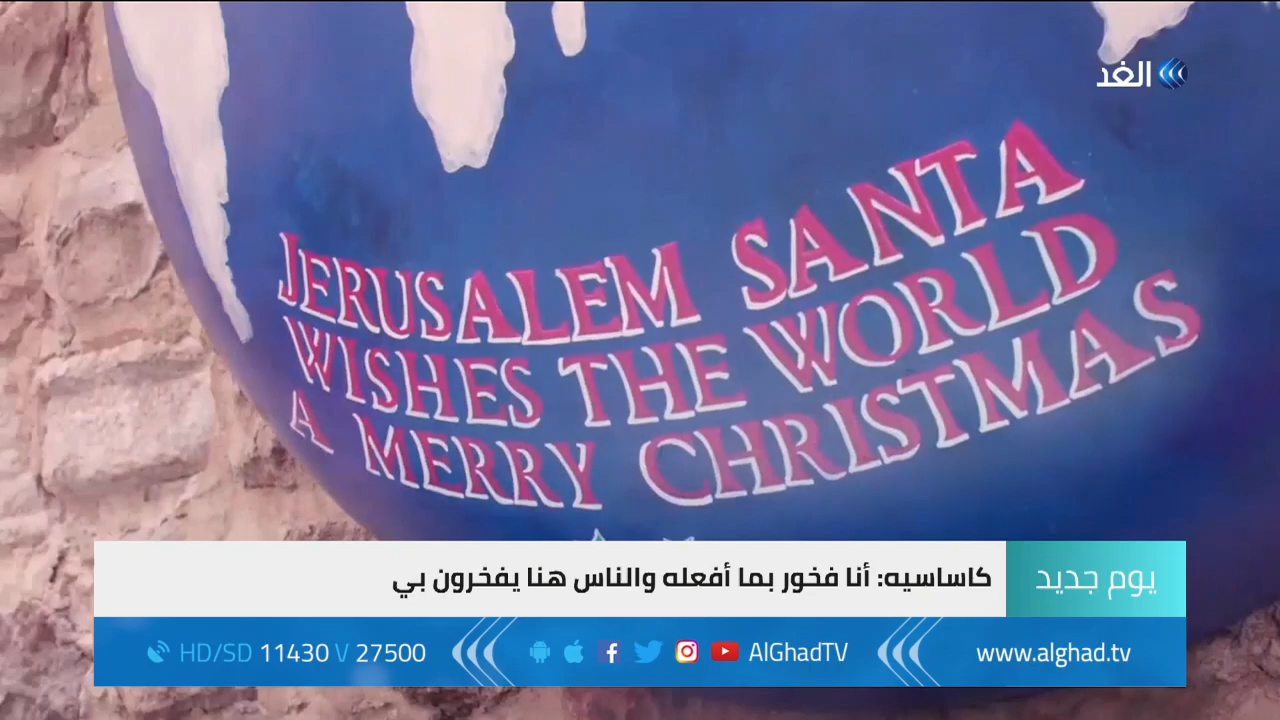 الغد
JERUSALEM SANTA
WISHES THE WORLD
A MERRY CHRISTMAS
يوم جديد
كاساسيه: أنا فخور بما أفعله والناس هنا يفخرون بي
HD/SD 11430 V 27500
AlGhadTV
www.alghad.tv